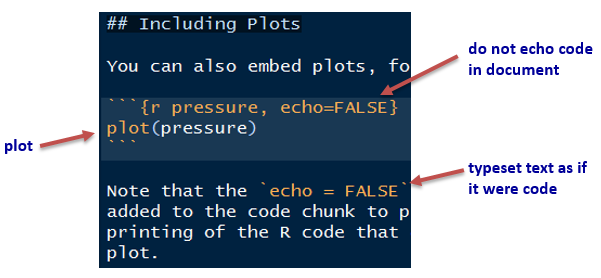 ## Including Plots
do not echo code
in document
You can also embed plots, fo
```{r pressure, echo=FALSE}
plot
plot(pressure)
```
typeset text as if
it were code
Note that the `echo = FALSE`
added to the code chunk to p
printing of the R code that
plot.